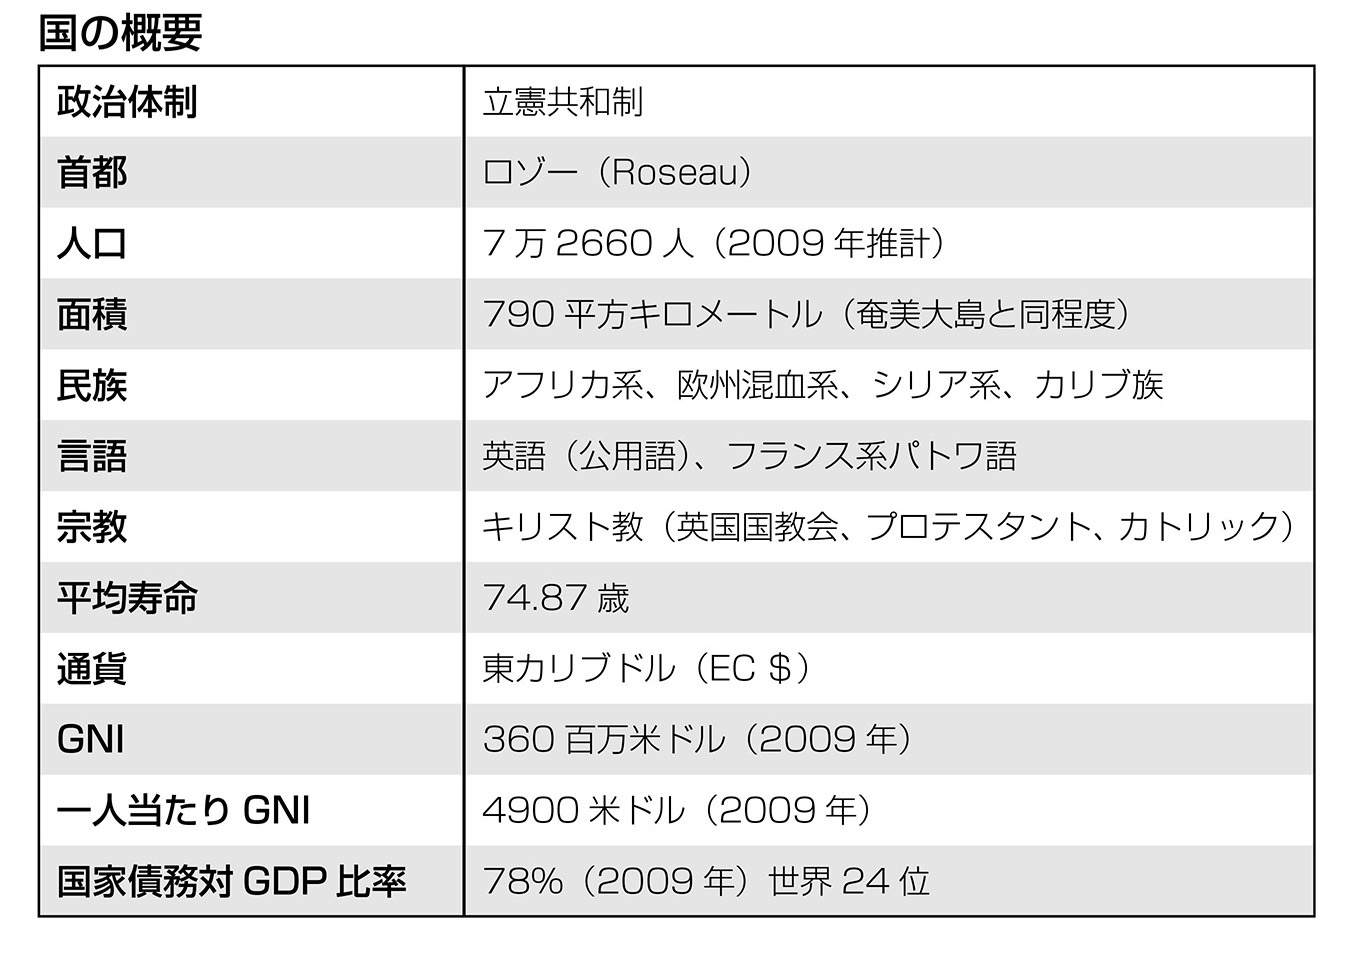 国の概要
政治体制 立憲共和制
首都 ロゾー（Roseau）
人口 7万2660人（2009年推計）
面積 790平方キロメートル（奄美大島と同程度）
民族 アフリカ系、欧州混血系、シリア系、カリブ族
言語 英語（公用語）、フランス系パトワ語
宗教 キリスト教（英国国教会、プロテスタント、カトリック）
平均寿命 74.87歳
通貨 東カリブドル（EC＄）
GNI 360百万米ドル（2009年）
一人当たりGNI 4900米ドル（2009年）
国家債務対GDP比率 78%（2009年）世界24位